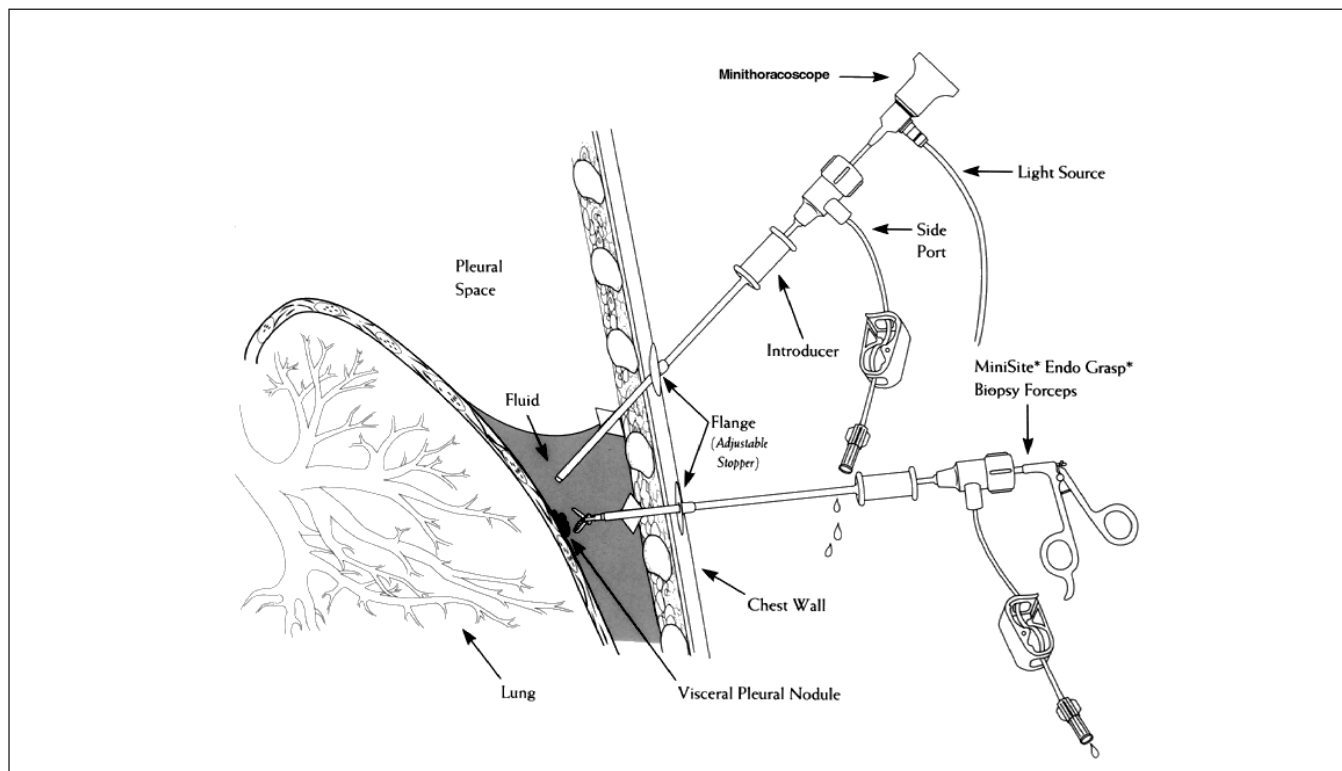 Minithoracoscope
Light Source
Side
Port
Pleural
Space
Introducer
MiniSite* Endo Grasp*
Biopsy Forceps
Fluid
Flange
(Adjustable
Stopper)
Chest Wall
Lung
Visceral Pleural Nodule